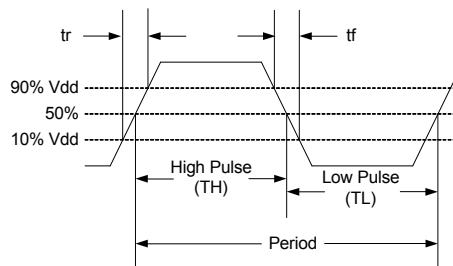 tr
tf
90% Vdd
50%
10% Vdd
High Pulse
(TH)
Low Pulse
(TL)
Period